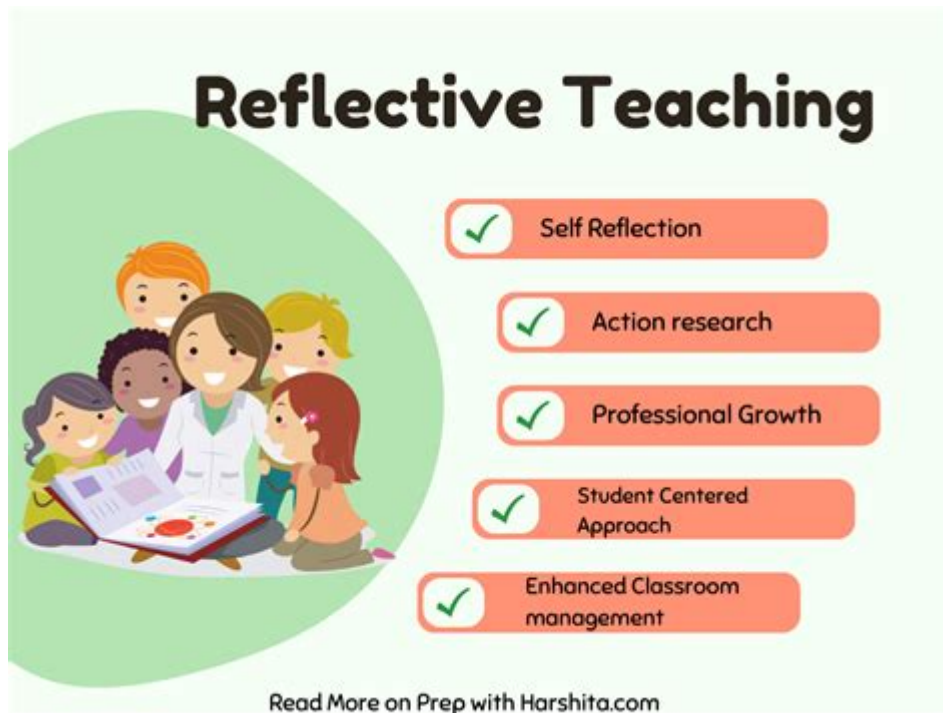 Reflective Teaching
Self Reflection
Action research
Professional Growth
Student Centered
Approach
Enhanced Classroom
management
Read More on Prep with Harshita.com